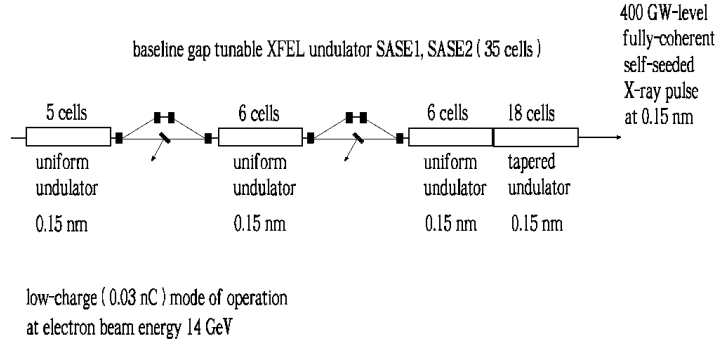 400 GW-level
fully-coherent
self-seeded
X-ray pulse
at 0.15 nm
baseline gap tunable XFEL undulator SASE1, SASE2 ( 35 cells )
5 cells
6 cells
6 cells
18 cells
uniform
undulator
uniform
undulator
uniform
undulator
tapered
undulator
0.15 nm
0.15 nm
0.15 nm
0.15 nm
low-charge ( 0.03 nC ) mode of operation
at electron beam energy 14 GeV